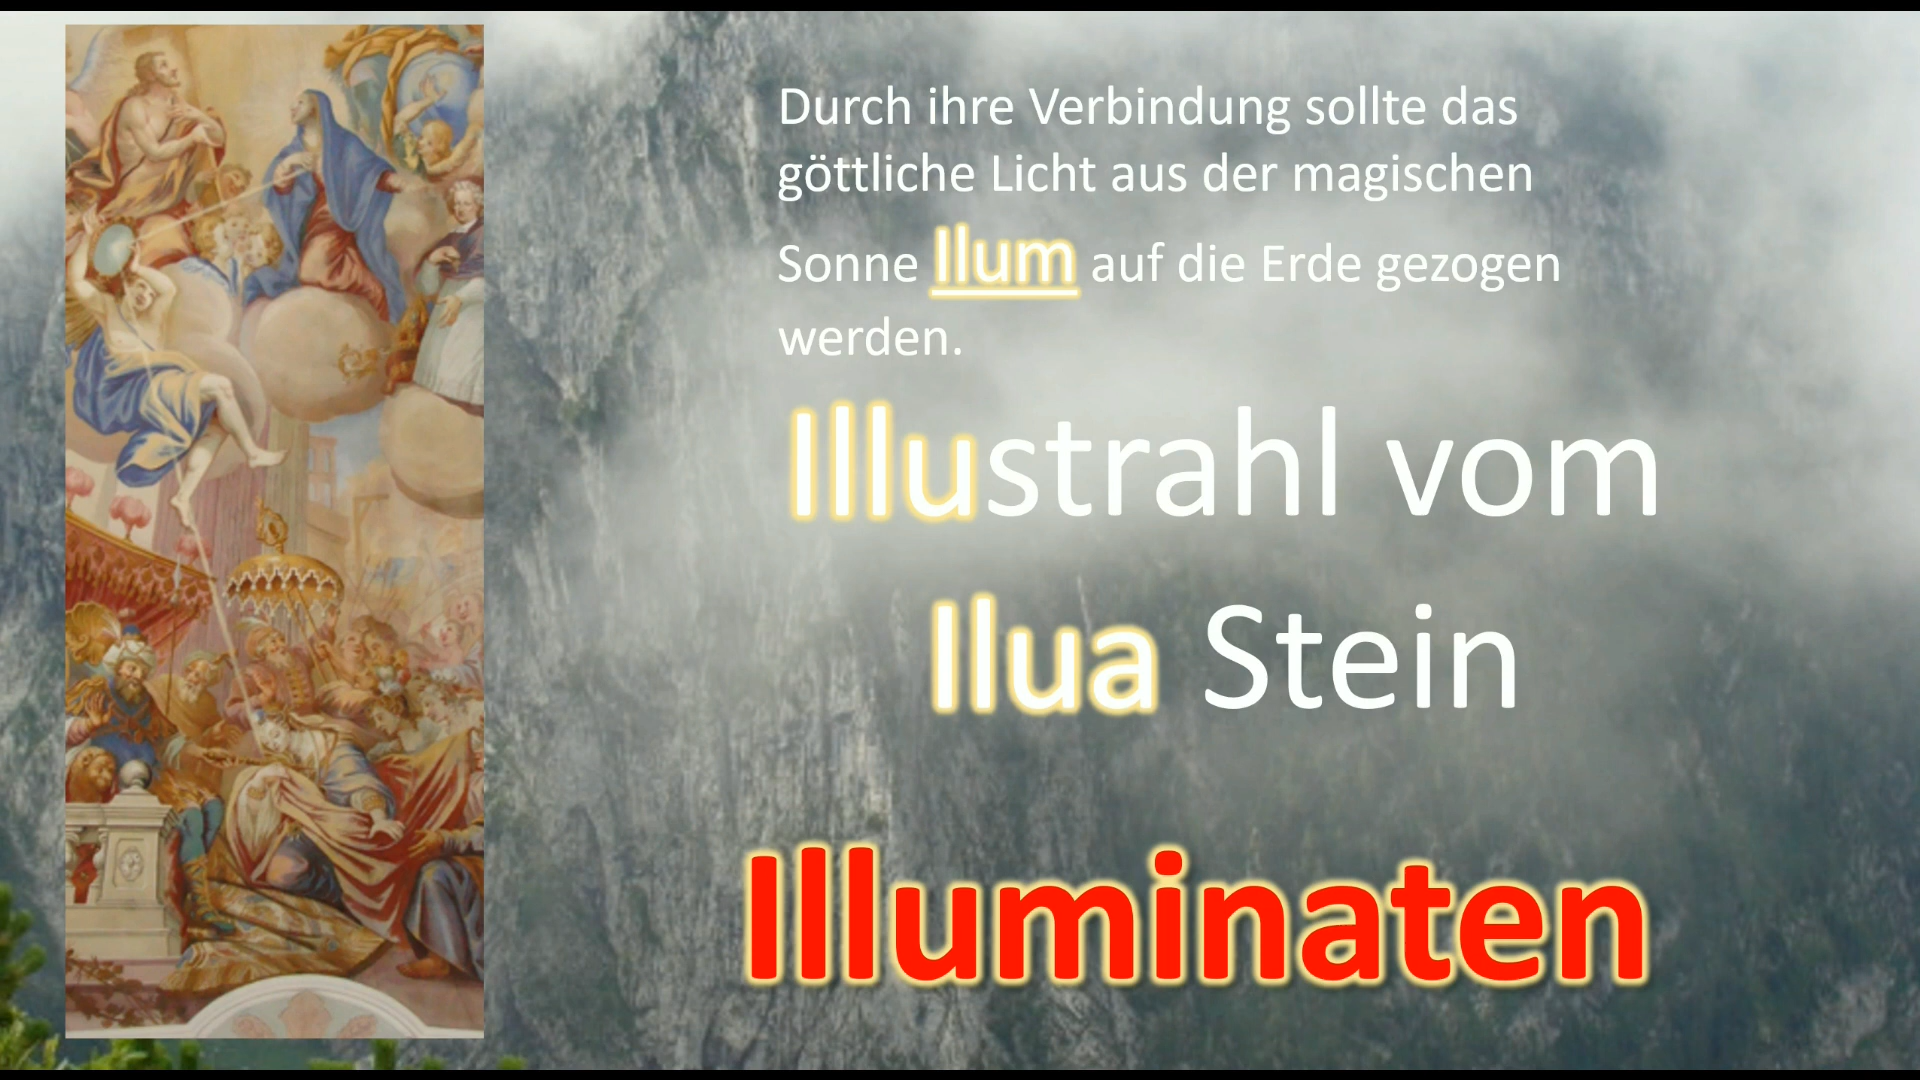 Durch ihre Verbindung sollte das
göttliche Licht aus der magischen
Sonne Ilum auf die Erde gezogen
werden.
Illustrahl vom
Ilua Stein
Illuminaten